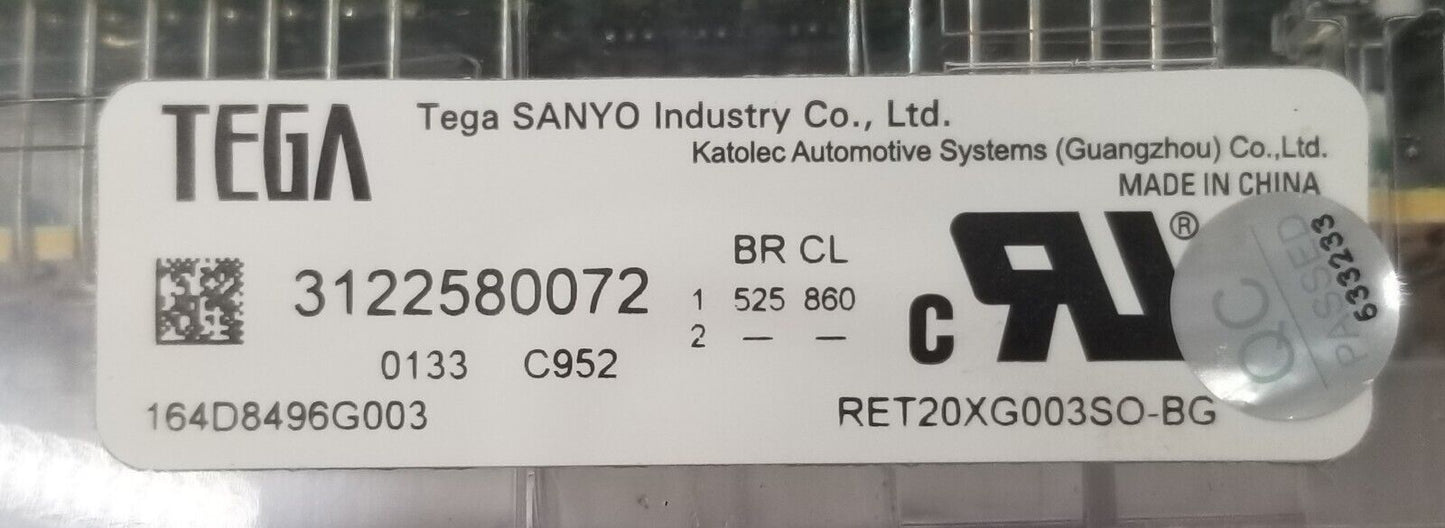 TEGA
Tega SANYO Industry Co., Ltd.
Katolec Automotive Systems (Guangzhou) Co.,Ltd.
MADE IN CHINA
BR CL
3122580072
1 525 860
2 — —
0133 C952
C RU ®
164D8496G003
RET20XG003SO-BG
QC
PASSED
633233